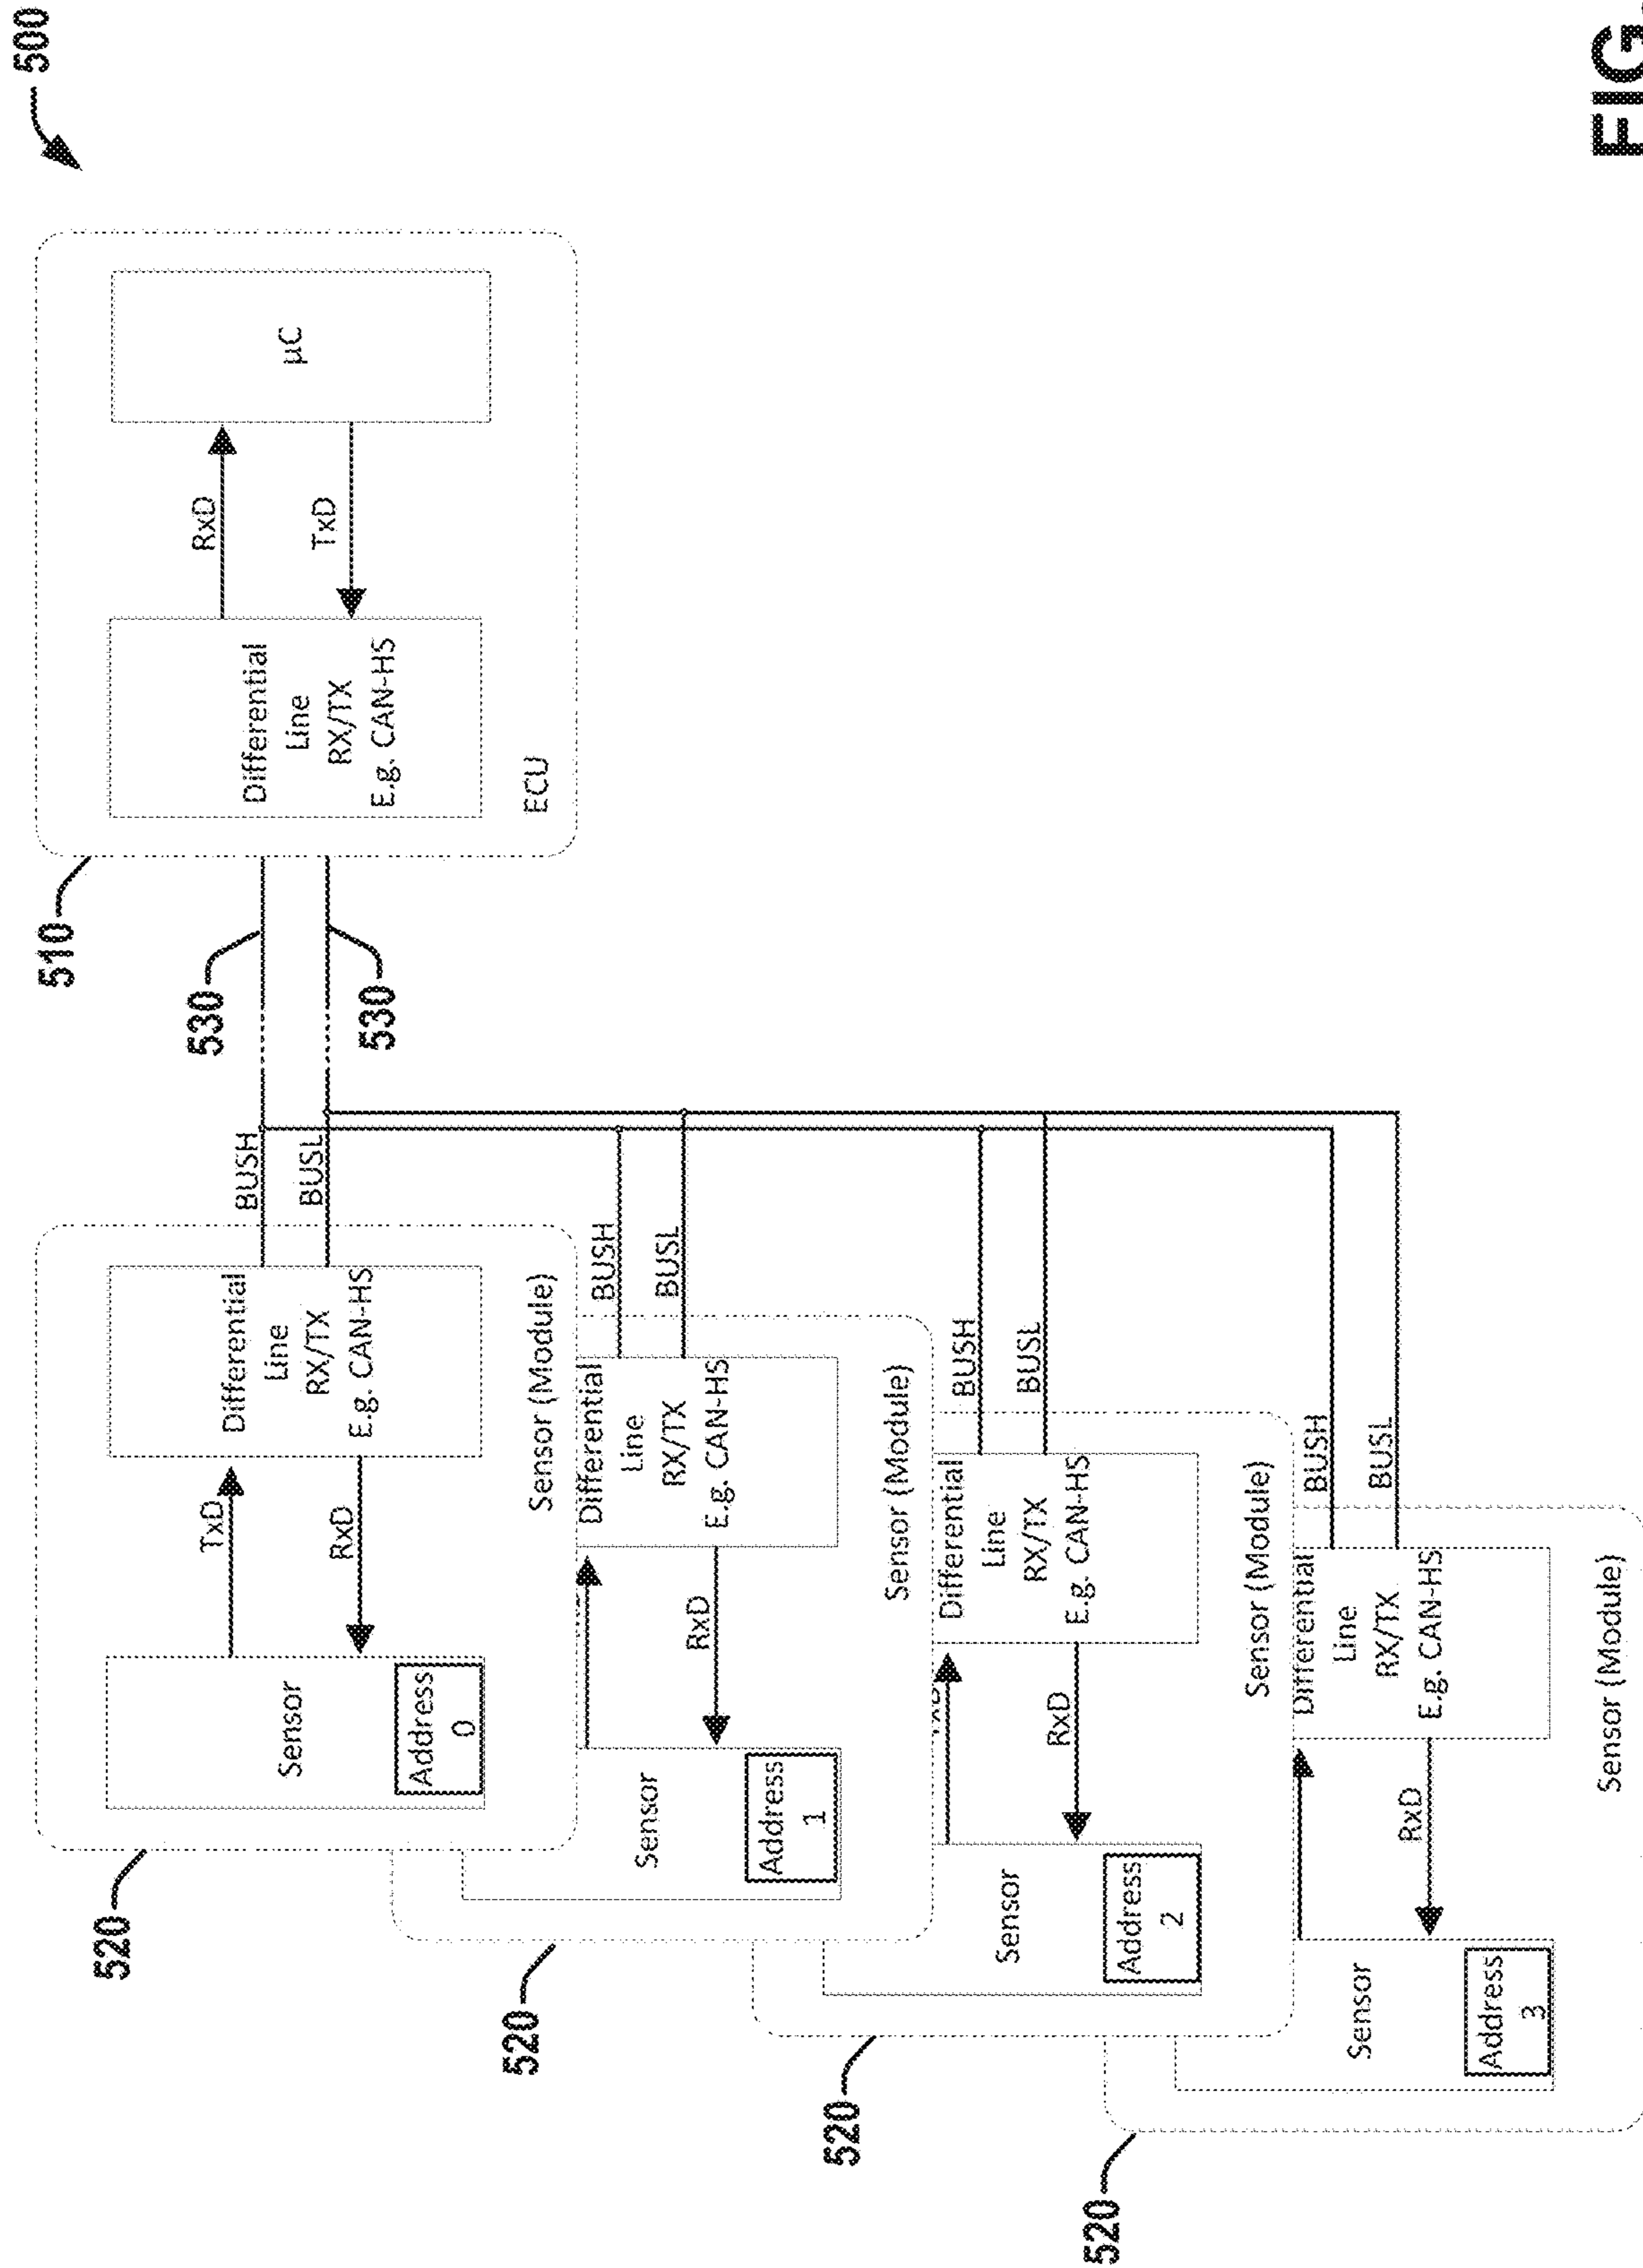 500
510
ECU
Differential
Line
RX/TX
E.g. CAN-HS
RxD
TxD
µC
530
530
520
Sensor
Address
0
TxD
RxD
Differential
Line
RX/TX
E.g. CAN-HS
Sensor (Module)
BUSH
BUSL
520
Sensor
Address
1
RxD
Differential
Line
RX/TX
E.g. CAN-HS
Sensor (Module)
BUSH
BUSL
520
Sensor
Address
2
RxD
Differential
Line
RX/TX
E.g. CAN-HS
Sensor (Module)
BUSH
BUSL
520
Sensor
Address
3
RxD
Differential
Line
RX/TX
E.g. CAN-HS
Sensor (Module)
BUSH
BUSL
FIG.